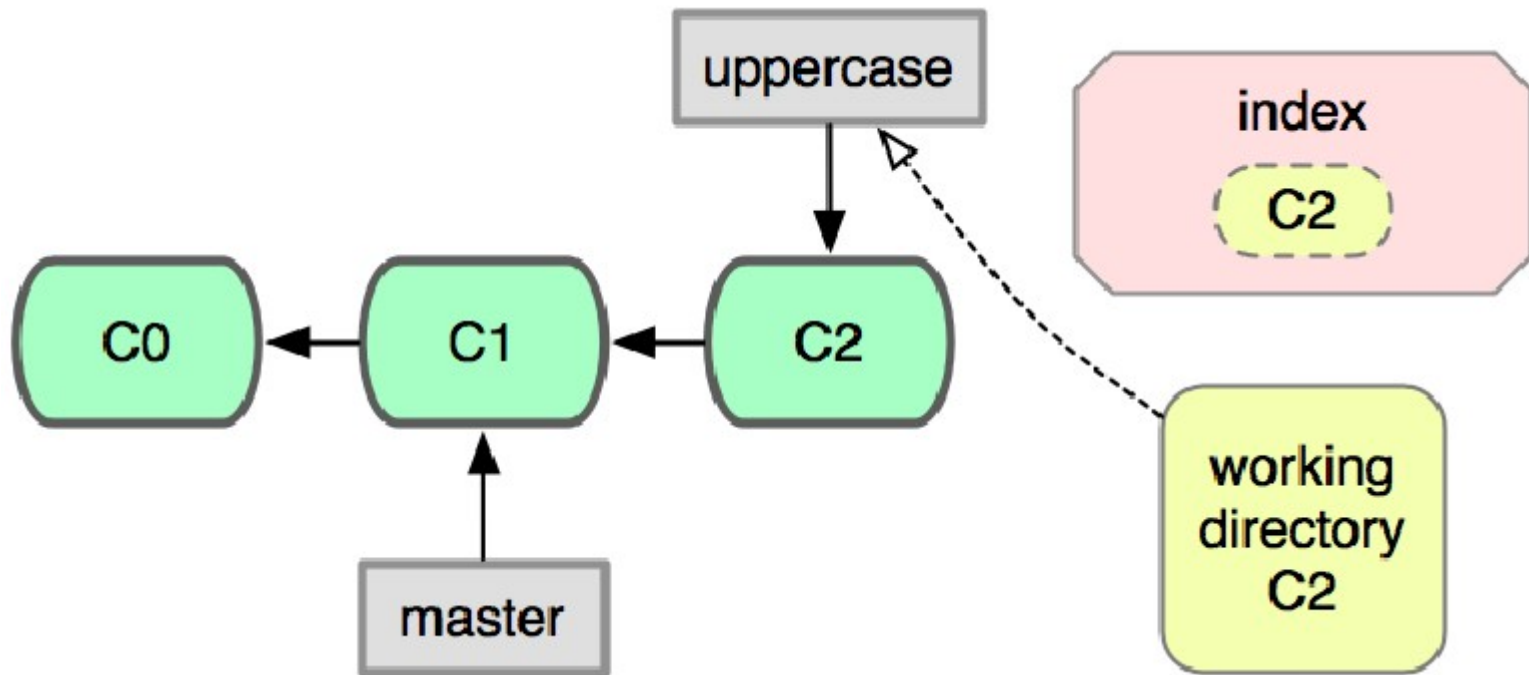 uppercase
index
C2
C0
C1
C2
working
directory
C2
master